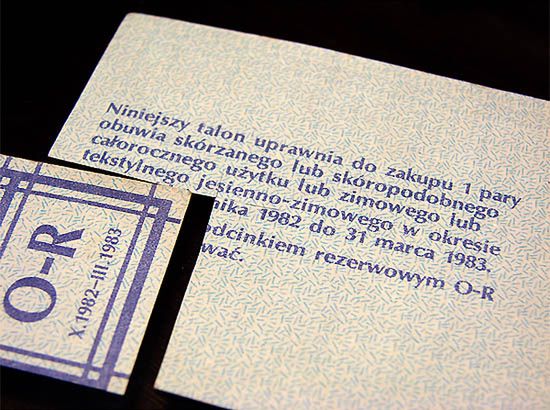 Niniejszy talon uprawnia do zakupu 1 pary
obuwia skórzanego lub skóropodobnego
całorocznego użytku lub zimowego lub
tekstylnego jesienno-zimowego w okresie
1982 do 31 marca 1983.
odcinkiem rezerwowym O-R
O-R
X.1982–III.1983